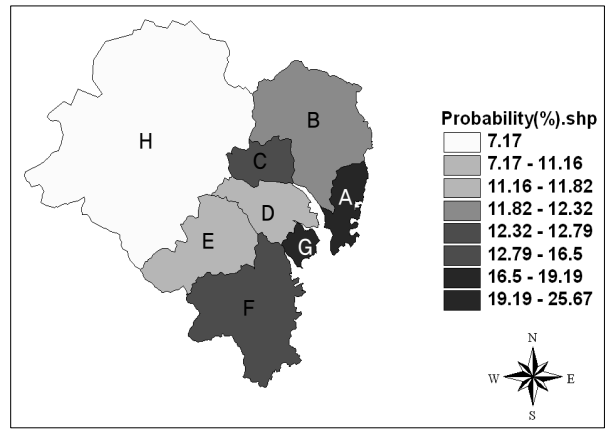 Probability(%).shp
7.17
7.17 - 11.16
11.16 - 11.82
11.82 - 12.32
12.32 - 12.79
12.79 - 16.5
16.5 - 19.19
19.19 - 25.67
H
B
C
A
D
E
G
F
N
W E
S